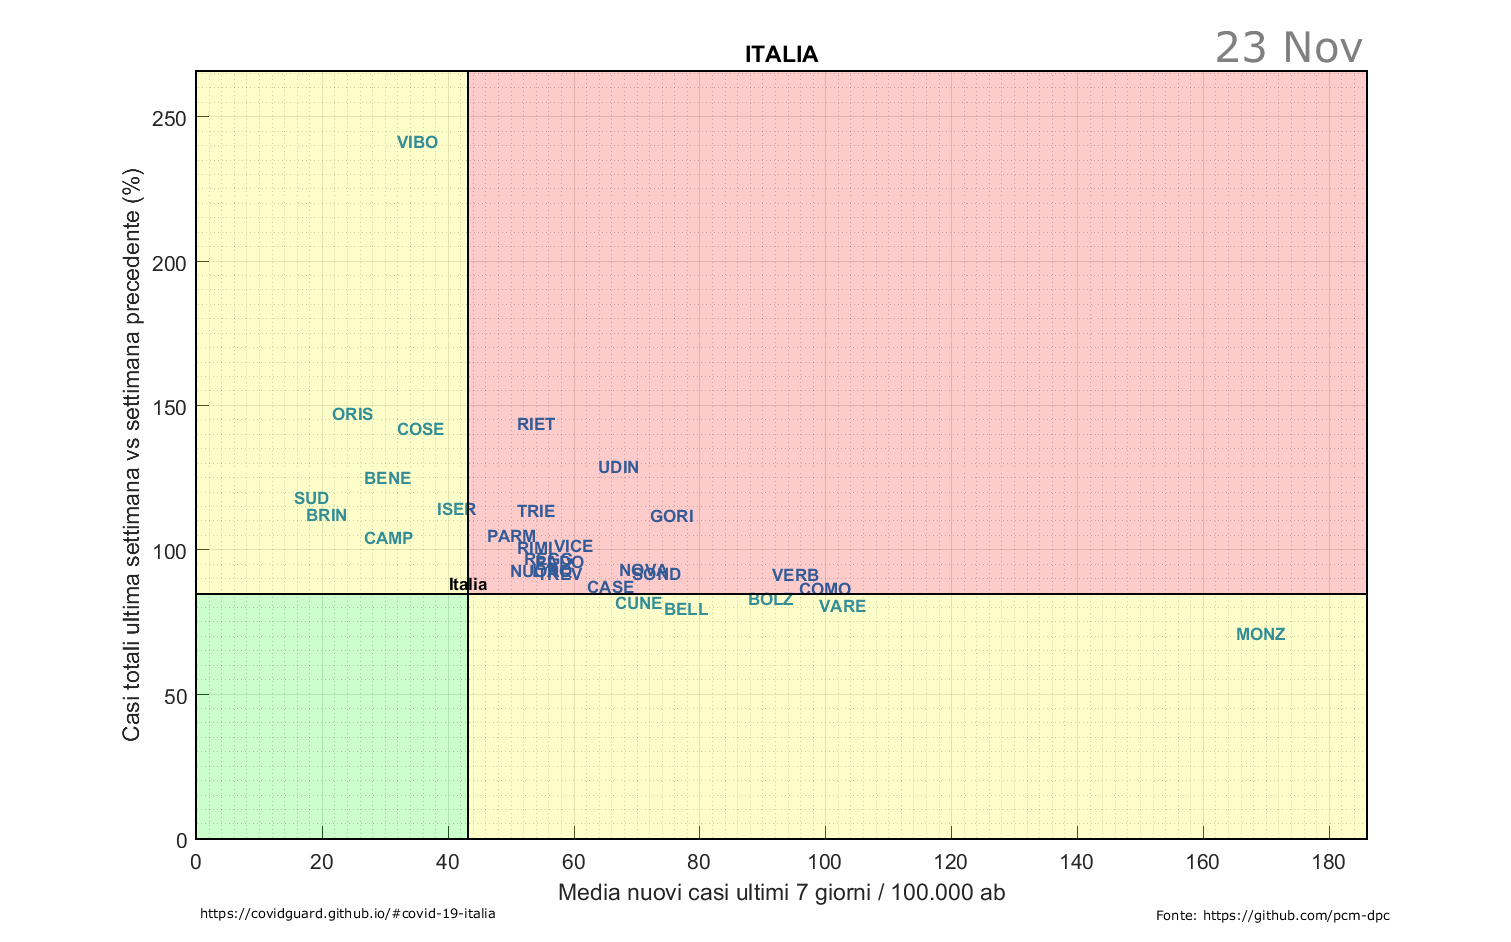 23 Nov
ITALIA
Casi totali ultima settimana vs settimana precedente (%)
250
200
150
100
50
0
VIBO
ORIS
COSE
RIET
UDIN
BENE
SUD
BRIN
ISER
TRIE
GORI
CAMP
PARM
RIMI
VICE
REGG
NOVA
SOND
TREV
VERB
CASE
COMO
Italia
CUNE
BELL
BOLZ
VARE
MONZ
0 20 40 60 80 100 120 140 160 180
Media nuovi casi ultimi 7 giorni / 100.000 ab
https://covidguard.github.io/#covid-19-italia
Fonte: https://github.com/pcm-dpc